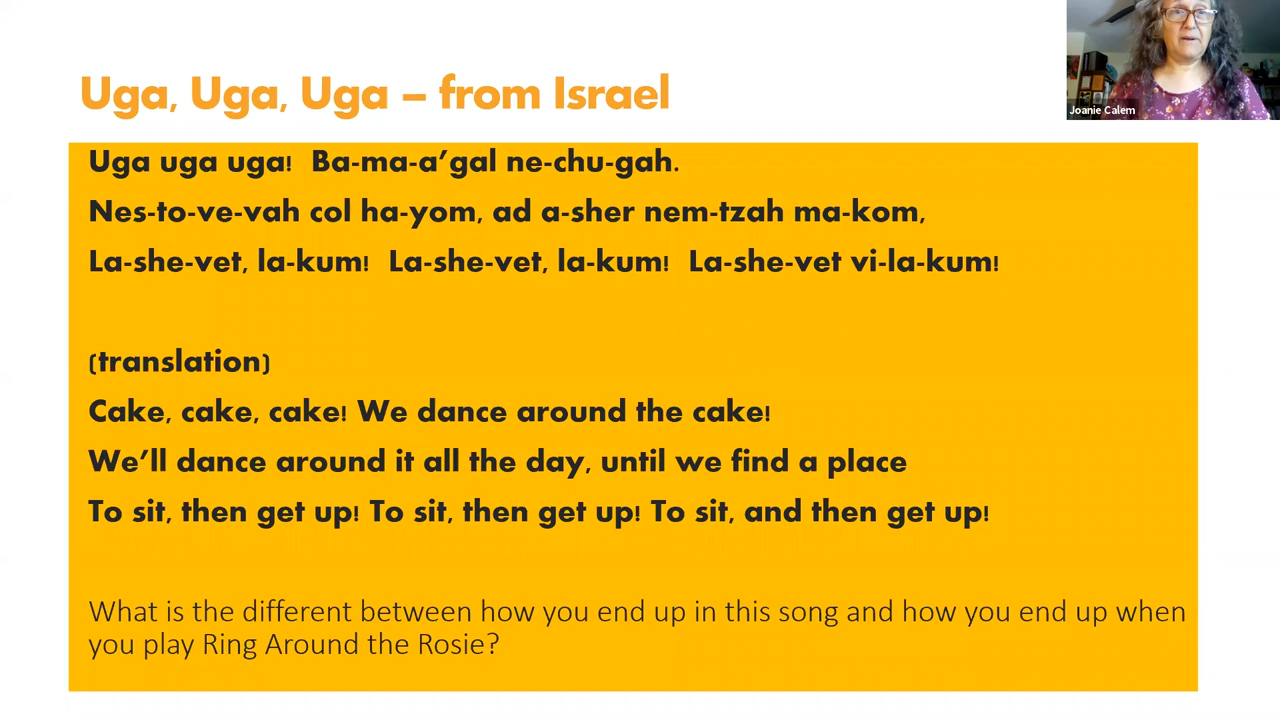 Uga, Uga, Uga – from Israel
Joanie Calem
Uga uga uga!  Ba-ma-a’gal ne-chu-gah.
Nes-to-ve-vah col ha-yom, ad a-sher nem-tzah ma-kom,
La-she-vet, la-kum!  La-she-vet, la-kum!  La-she-vet vi-la-kum!
(translation)
Cake, cake, cake! We dance around the cake!
We’ll dance around it all the day, until we find a place
To sit, then get up! To sit, then get up! To sit, and then get up!
What is the different between how you end up in this song and how you end up when
you play Ring Around the Rosie?